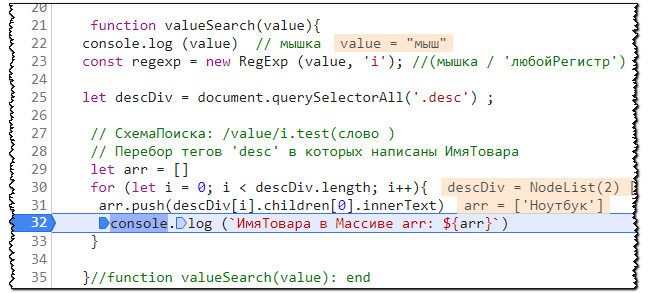 20
21 function valueSearch(value){
22 console.log (value) // мышка value = "мыш"
23 const regexp = new RegExp (value, 'i'); //(мышка / 'любойРегистр')
24
25 let descDiv = document.querySelectorAll('.desc') ;
26
27 // СхемаПоиска: /value/i.test(слово )
28 // Перебор тегов 'desc' в которых написаны ИмяТовара
29 let arr = []
30 for (let i = 0; i < descDiv.length; i++){ descDiv = NodeList(2) [
31 arr.push(descDiv[i].children[0].innerText) arr = ['Ноутбук']
32 console.log (`ИмяТовара в Массиве arr: ${arr}`)
33 }
34
35 }//function valueSearch(value): end